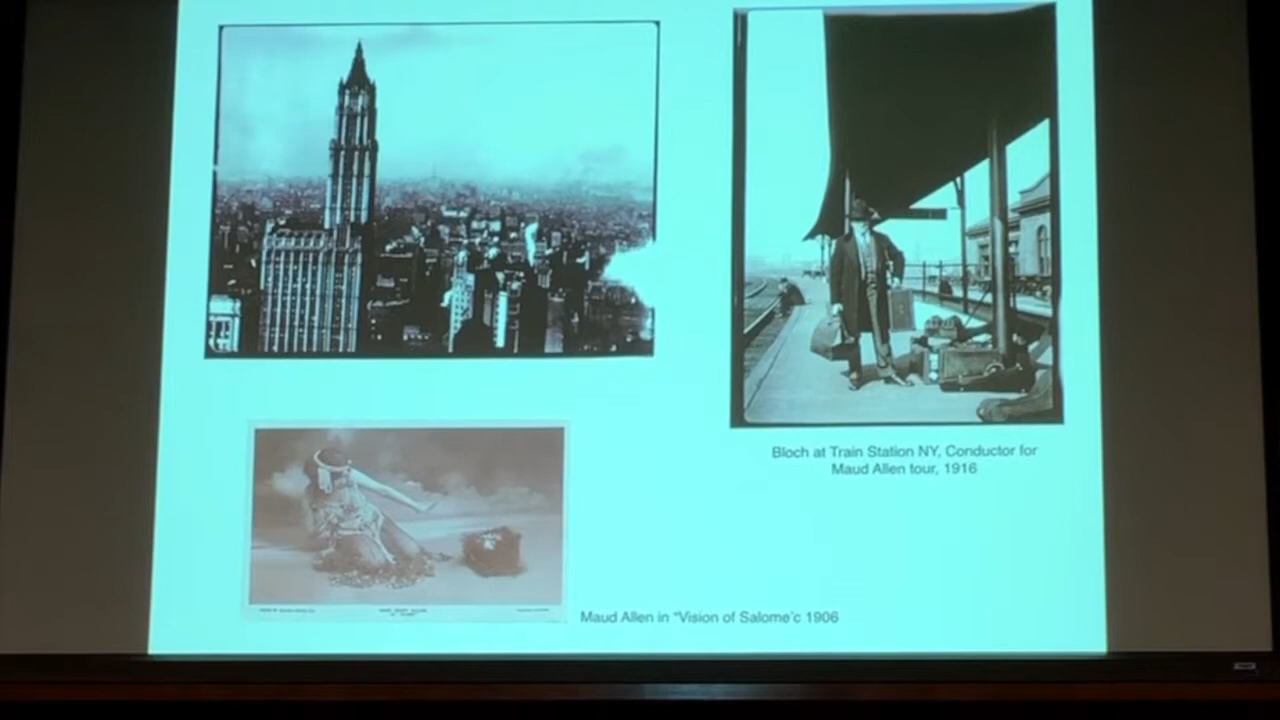 Bloch at Train Station NY, Conductor for
Maud Allen tour, 1916
Maud Allen in "Vision of Salome'c 1906